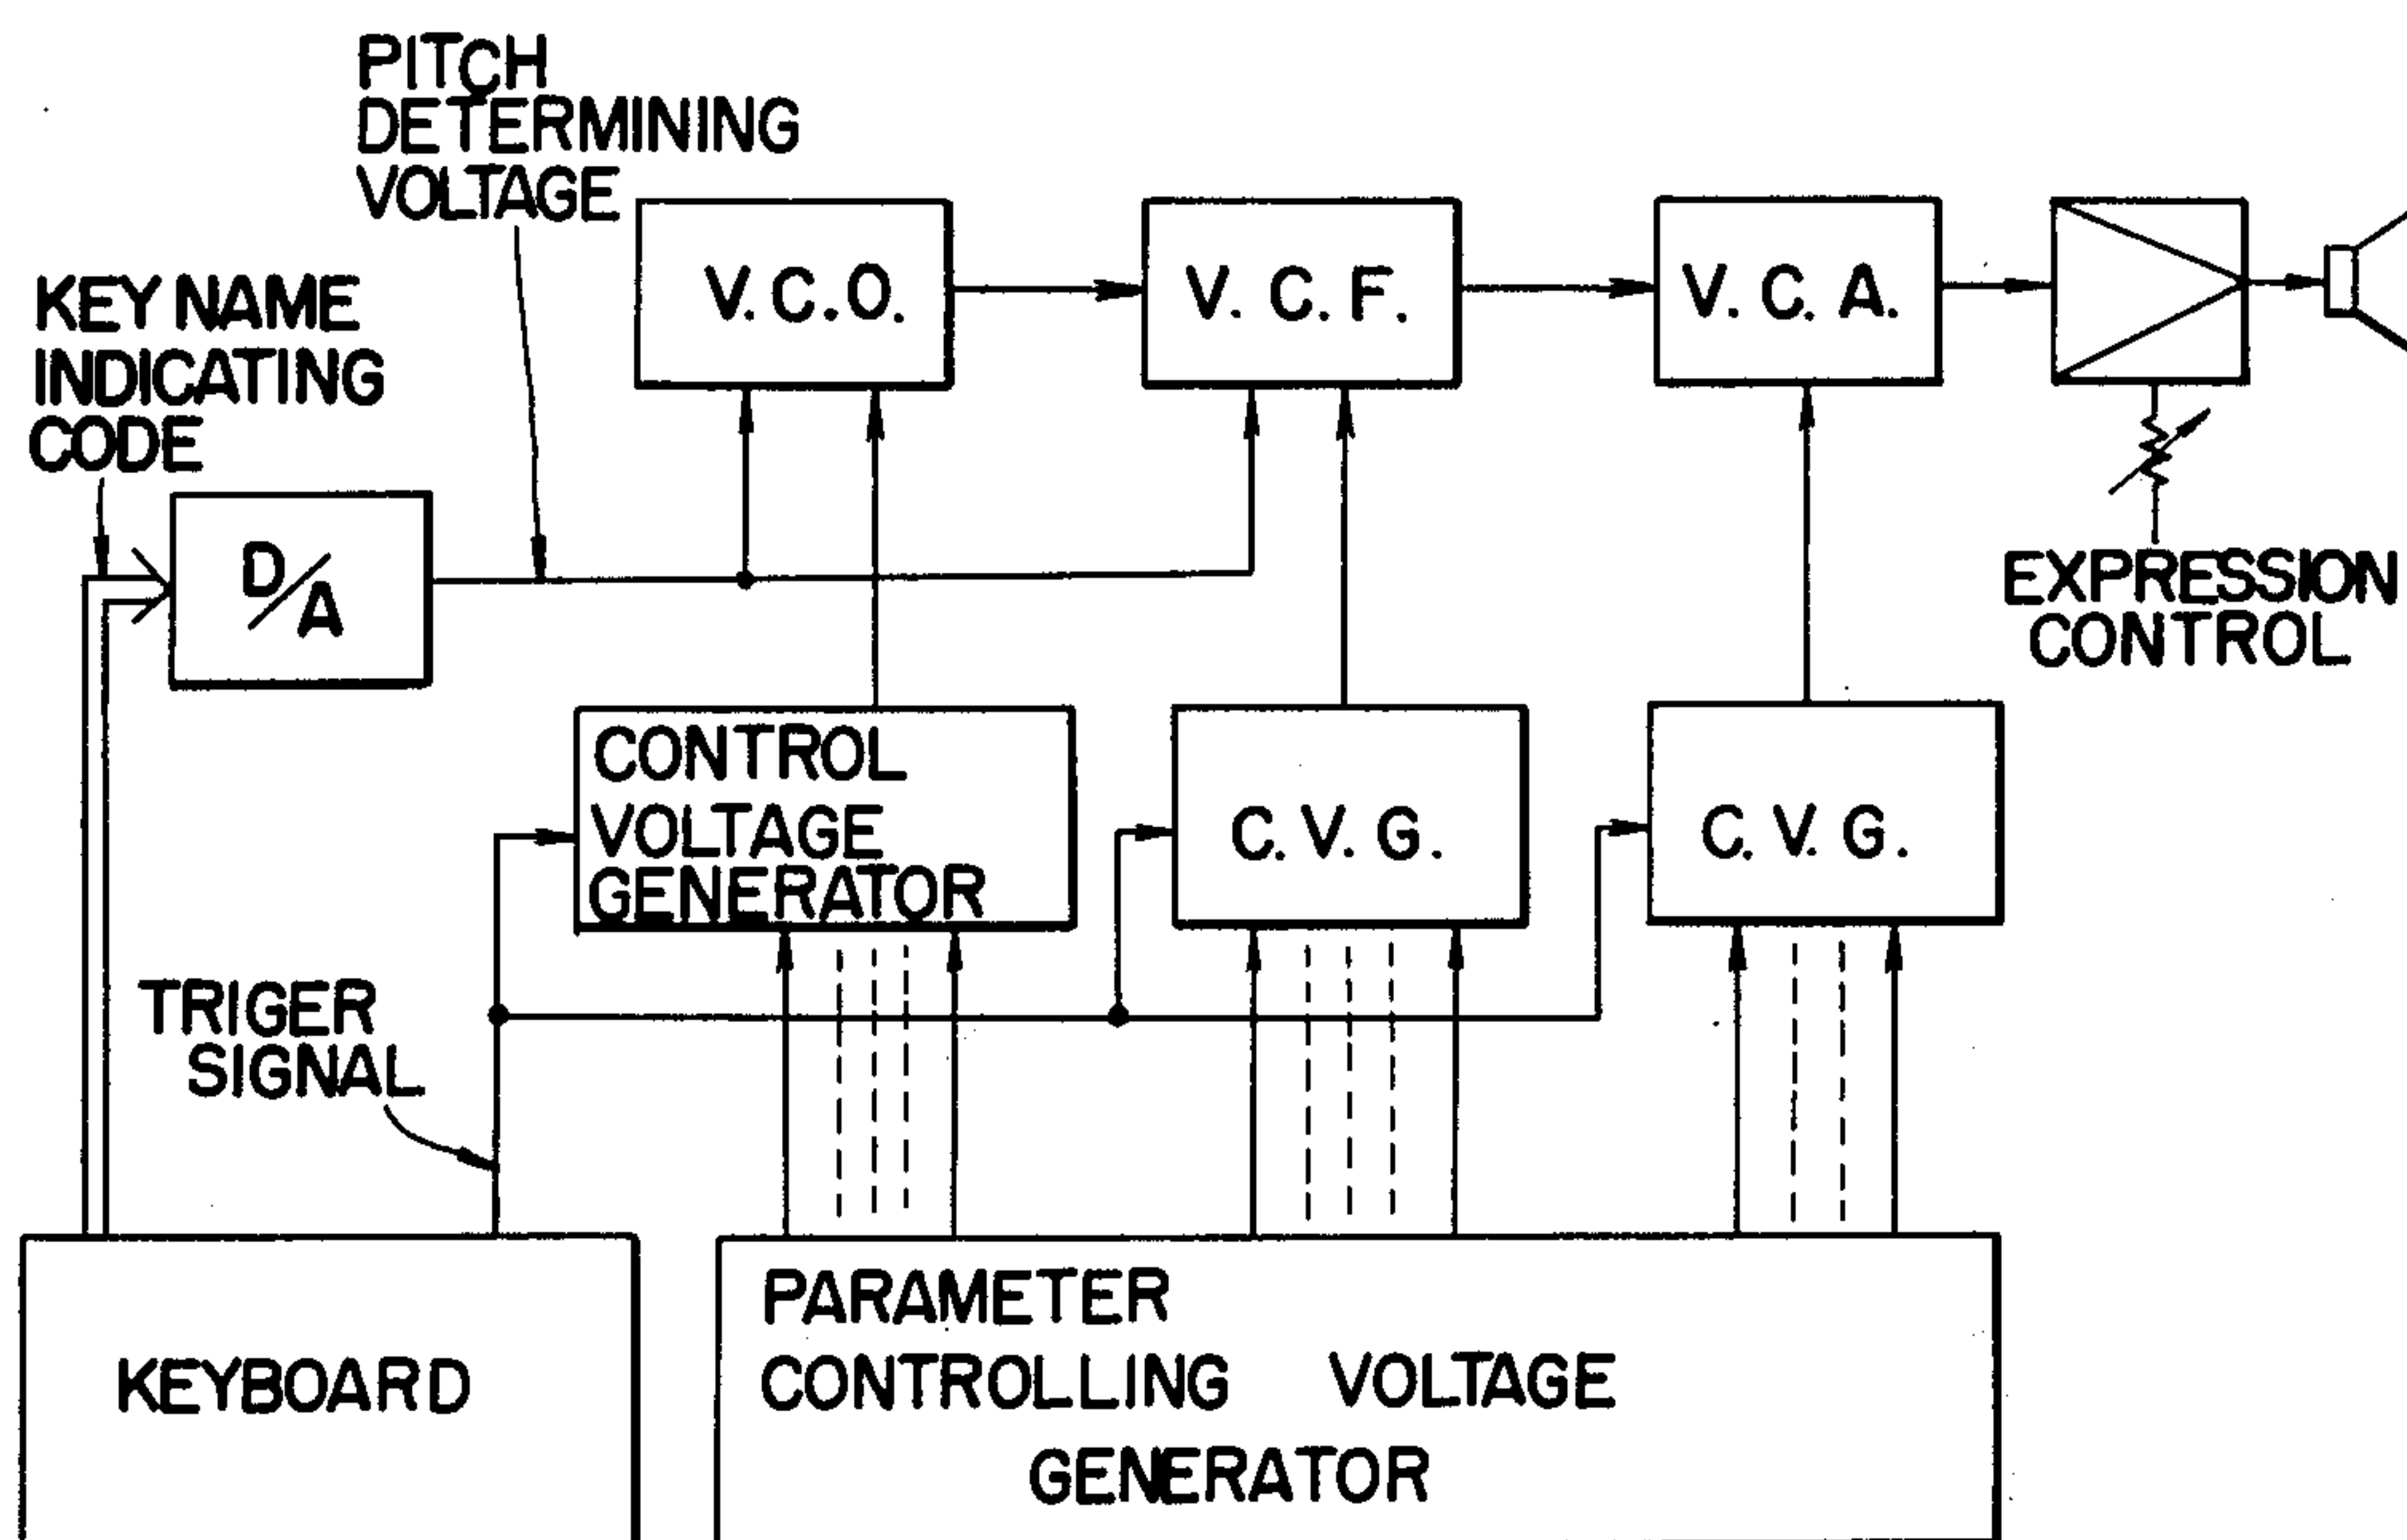 PITCH
DETERMINING
VOLTAGE
KEY NAME
INDICATING
CODE
V.C.O.
V. C. F.
V. C. A.
D/A
EXPRESSION
CONTROL
CONTROL
VOLTAGE
GENERATOR
C. V. G.
C. V. G.
TRIGER
SIGNAL
KEYBOARD
PARAMETER
CONTROLLING VOLTAGE
GENERATOR